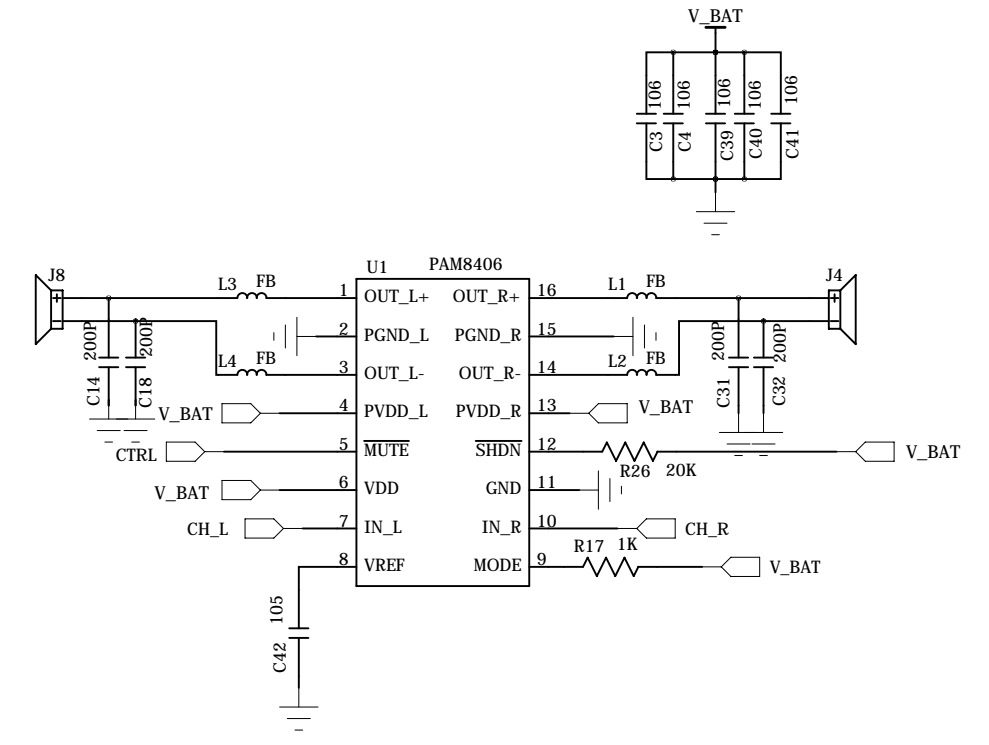 V_BAT
106 106 106 106 106
C3 C4 C39 C40 C41
U1 PAM8406
J8 L3 FB 1 OUT_L+ OUT_R+ 16 L1 FB J4
+ +
2 PGND_L PGND_R 15
- -
200P 200P L4 FB 3 OUT_L- OUT_R- 14 L2 FB 200P 200P
C14 C18 C31 C32
V_BAT 4 PVDD_L PVDD_R 13 V_BAT
CTRL 5 MUTE SHDN 12 R26 20K V_BAT
V_BAT 6 VDD GND 11
CH_L 7 IN_L IN_R 10 CH_R
8 VREF MODE 9 R17 1K V_BAT
105
C42